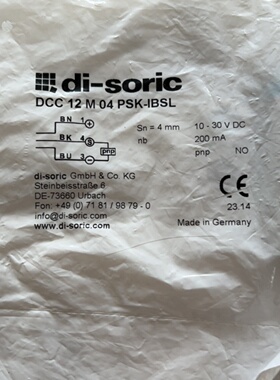 di-soric
DCC 12 M 04 PSK-IBSL
BN 1 +
BK 4 S
pnp
BU 3 -
Sn = 4 mm 10 - 30 V DC
nb 200 mA
pnp NO
di-soric GmbH & Co. KG
Steinbeisstraße 6
DE-73660 Urbach
Fon: +49 (0) 71 81 / 98 79 - 0
info@di-soric.com
www.di-soric.com
CE
23.14
Made in Germany